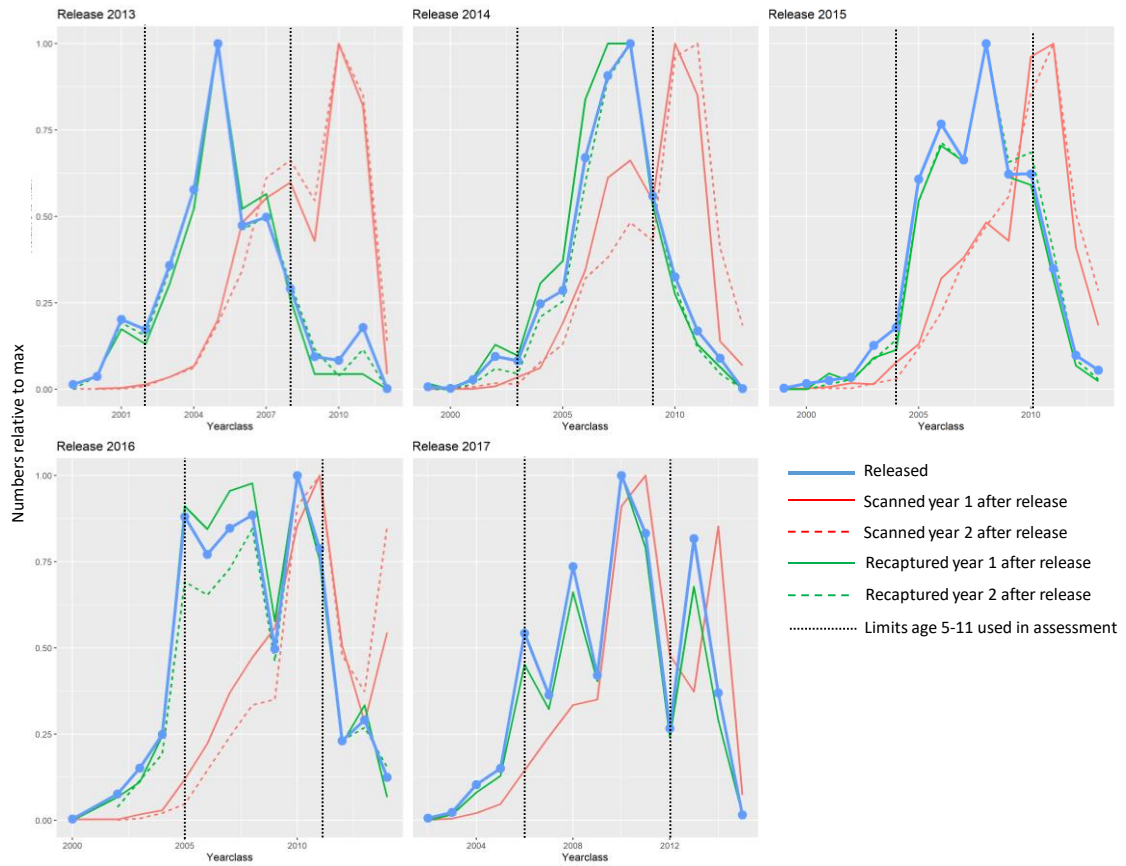 Release 2013
Release 2014
Release 2015
1.00
0.75
0.50
0.25
0.00
2001
2004
2007
2010
2000
2005
2010
2000
2005
2010
Yearclass
Yearclass
Yearclass
Numbers relative to max
Release 2016
Release 2017
1.00
0.75
0.50
0.25
0.00
2000
2005
2010
2004
2008
2012
Yearclass
Yearclass
Released
Scanned year 1 after release
Scanned year 2 after release
Recaptured year 1 after release
Recaptured year 2 after release
Limits age 5-11 used in assessment